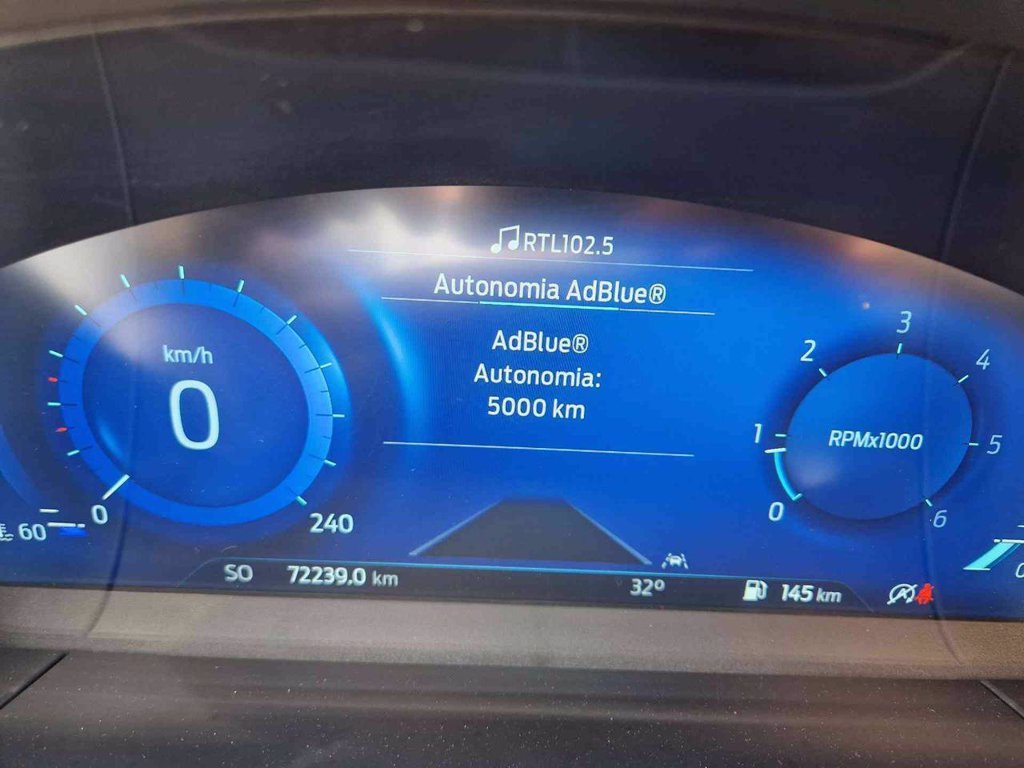 RTL102.5
Autonomia AdBlue®
AdBlue®
Autonomia:
5000 km
km/h
0
0
240
60
RPMx1000
0
1
2
3
4
5
6
SO
72239.0 km
32°
145 km
0